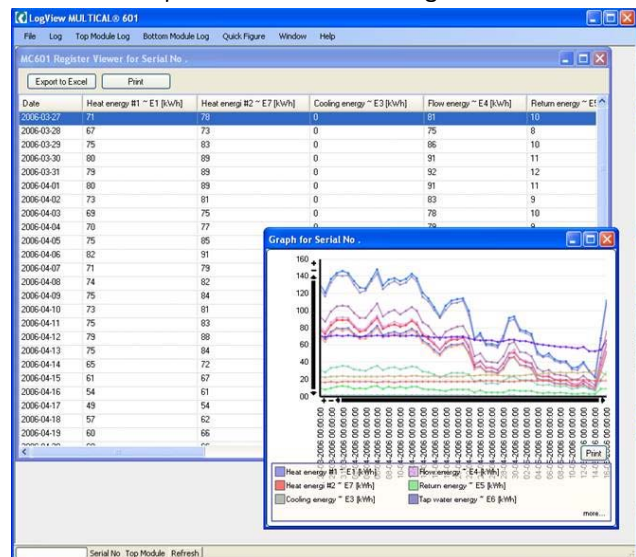 LogView MULTICAL® 601
File Log Top Module Log Bottom Module Log Quick Figure Window Help
MC601 Register Viewer for Serial No .
Export to Excel Print
Date Heat energy #1 ~ E1 [kWh] Heat energi #2 ~ E7 [kWh] Cooling energy ~ E3 [kWh] Flow energy ~ E4 [kWh] Return energy ~ E5
2006-03-27 71 78 0 81 10
2006-03-28 67 73 0 75 8
2006-03-29 75 83 0 86 10
2006-03-30 80 89 0 91 11
2006-03-31 79 89 0 92 12
2006-04-01 80 89 0 91 11
2006-04-02 73 81 0 83 9
2006-04-03 69 75 0 78 10
2006-04-04 70 77
2006-04-05 75 85
2006-04-06 82 91
2006-04-07 71 79
2006-04-08 74 82
2006-04-09 75 84
2006-04-10 73 81
2006-04-11 75 83
2006-04-12 79 88
2006-04-13 75 84
2006-04-14 65 72
2006-04-15 61 67
2006-04-16 54 61
2006-04-17 49 54
2006-04-18 57 62
2006-04-19 60 66
Graph for Serial No .
160
140
120
100
80
60
40
20
00
Print
Heat energy #1 ~ E1 [kWh] Flow energy ~ E4 [kWh]
Heat energi #2 ~ E7 [kWh] Return energy ~ E5 [kWh]
Cooling energy ~ E3 [kWh] Tap water energy ~ E6 [kWh]
more...
Serial No Top Module Refresh